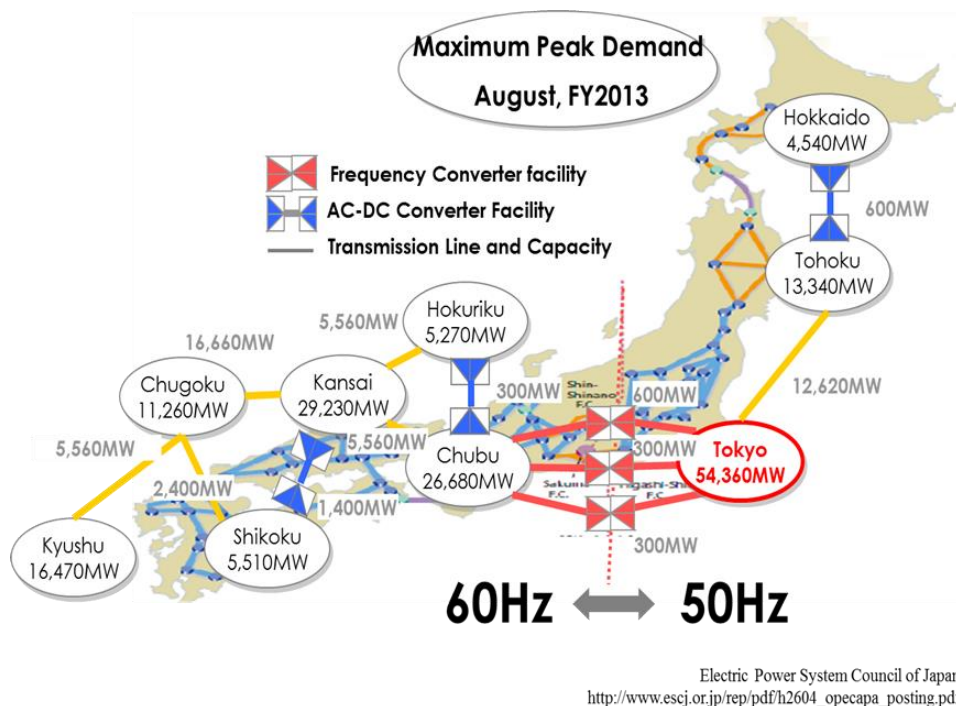 Maximum Peak Demand
August, FY2013
Hokkaido
4,540MW
Frequency Converter facility
AC-DC Converter Facility
Transmission Line and Capacity
600MW
Tohoku
13,340MW
Hokuriku
5,270MW
5,560MW
16,660MW
Chugoku
11,260MW
Kansai
29,230MW
300MW
Shin-
Shinano
F.C.
600MW
12,620MW
5,560MW
5,560MW
Chubu
26,680MW
300MW
Tokyo
54,360MW
2,400MW
1,400MW
Sakuma
F.C.
F.C.
Kyushu
16,470MW
Shikoku
5,510MW
300MW
60Hz
50Hz
Electric Power System Council of Japan
http://www.escj.or.jp/rep/pdf/h2604_opecapa_posting.pd